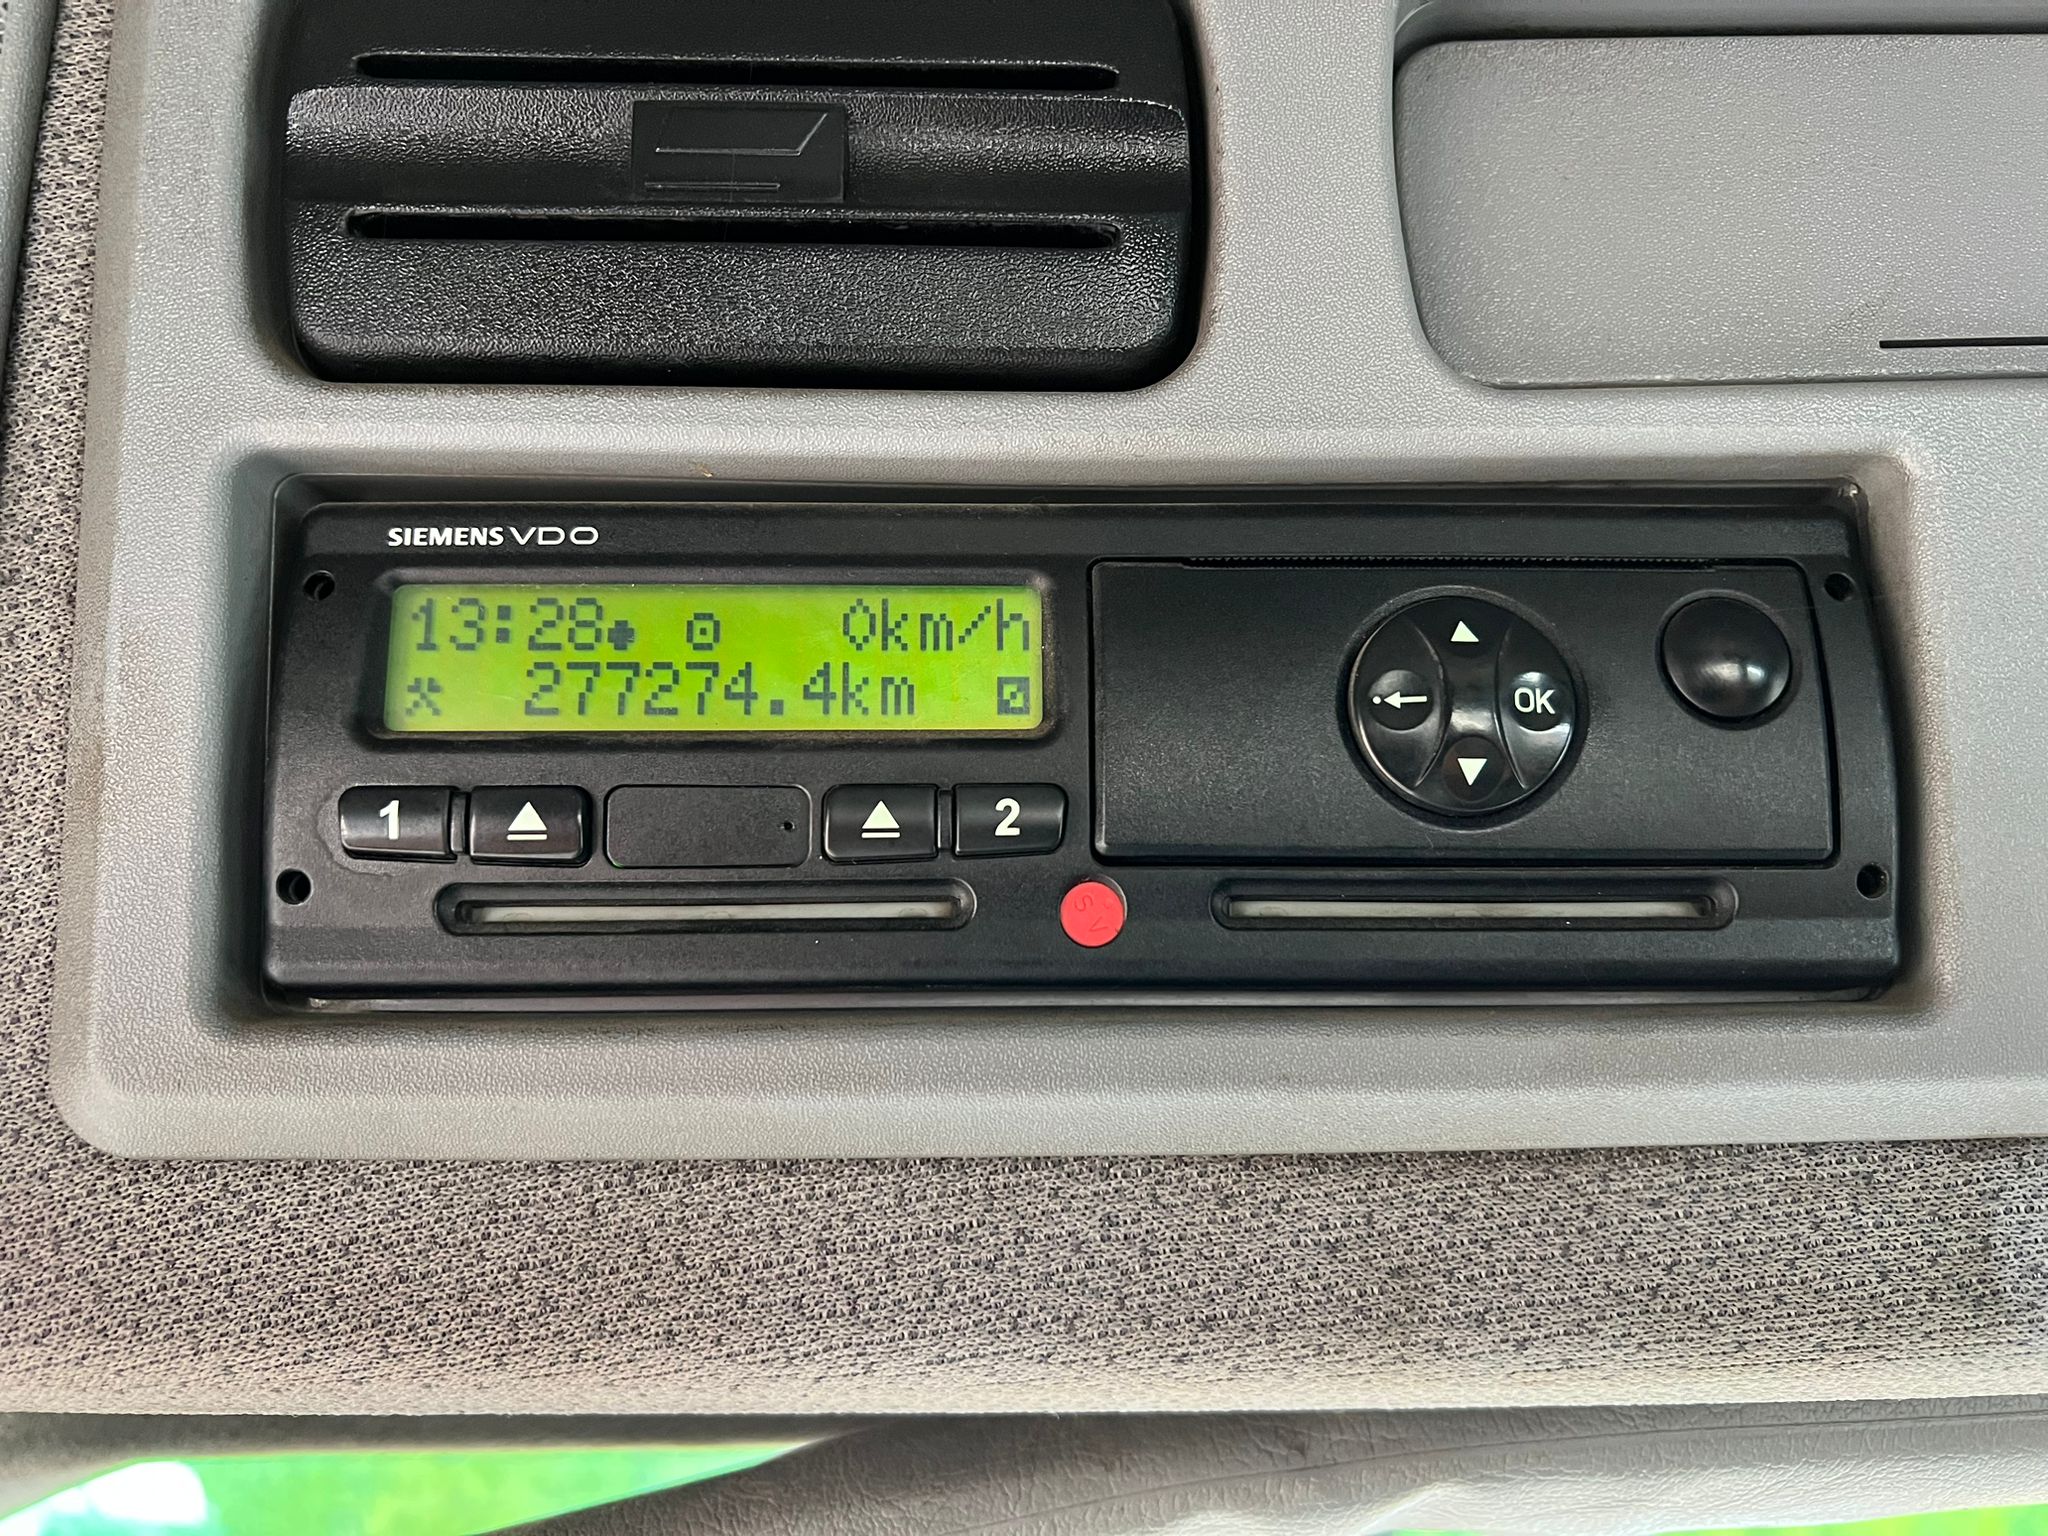 SIEMENS VDO
13:28 0km/h
277274.4km
1
2
OK
S V